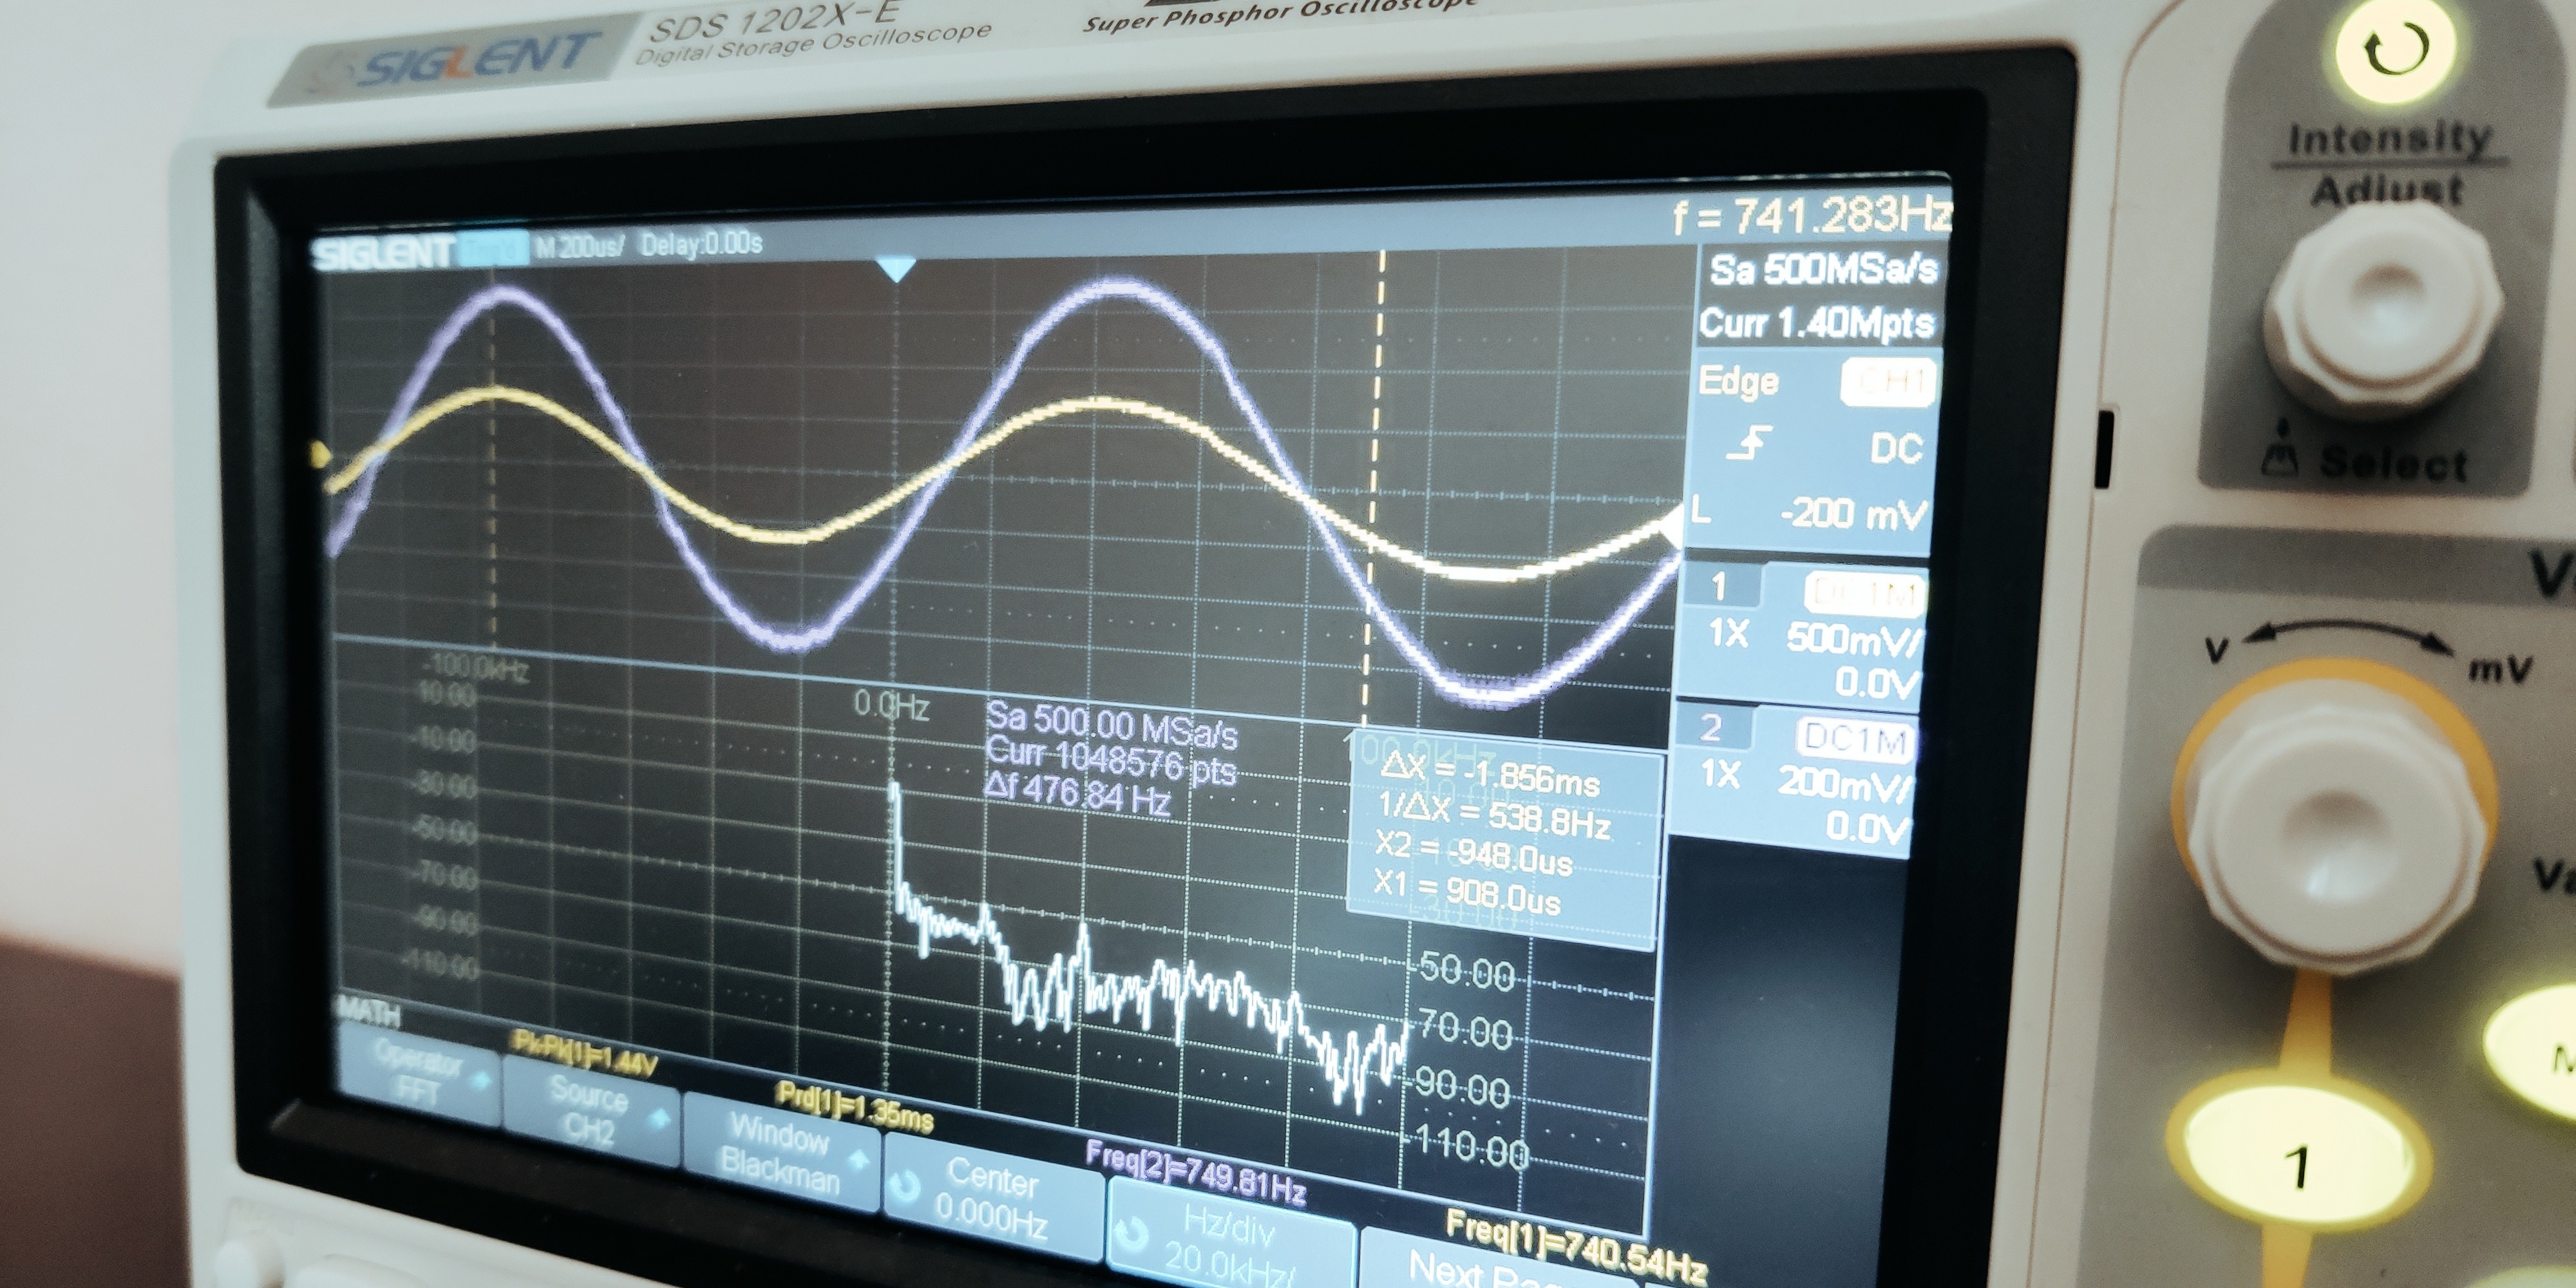 SIGLENT
SDS 1202X-E
Digital Storage Oscilloscope
Super Phosphor Oscilloscope
Intensity
Adjust
Select
SIGLENT Trig'd M 200us/ Delay:0.00s
f = 741.283Hz
Sa 500MSa/s
Curr 1.40Mpts
Edge CH1
DC
L -200 mV
1 DC1M
1X 500mV/
0.0V
2 DC1M
1X 200mV/
0.0V
-100.0kHz
0.0Hz
100.0kHz
10.00
-10.00
-30.00
-50.00
-70.00
-90.00
-110.00
Sa 500.00 MSa/s
Curr 1048576 pts
Δf 476.84 Hz
ΔX = -1.856ms
1/ΔX = 538.8Hz
X2 = -948.0us
X1 = 908.0us
-50.00
-70.00
-90.00
-110.00
MATH
Pk-Pk[1]=1.44V
Prd[1]=1.35ms
Freq[2]=749.81Hz
Freq[1]=740.54Hz
Operator
FFT
Source
CH2
Window
Blackman
Center
0.000Hz
Hz/div
20.0kHz/
Next
V
mV
1